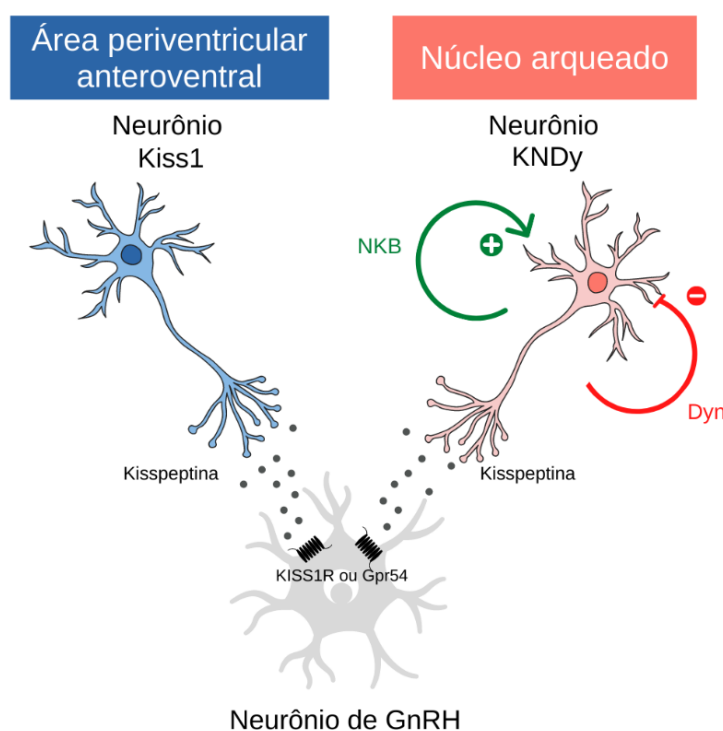 Área periventricular
anteroventral
Núcleo arqueado
Neurônio
Kiss1
Neurônio
KNDy
NKB
Dyn
Kisspeptina
Kisspeptina
KISS1R ou Gpr54
Neurônio de GnRH